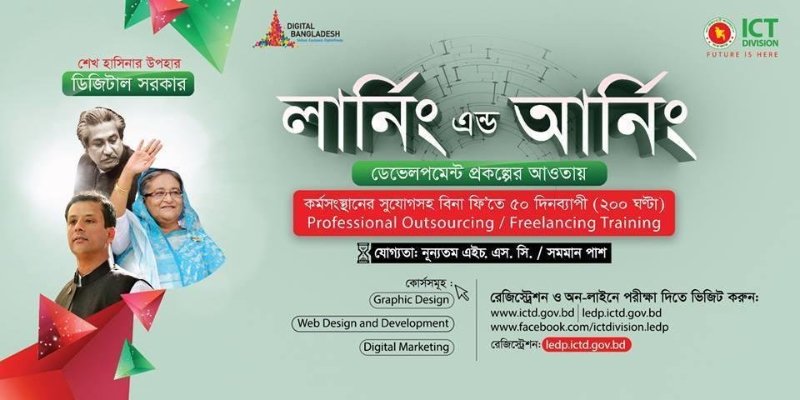 শেখ হাসিনার উপহার
ডিজিটাল সরকার
DIGITAL
BANGLADESH
ICT
DIVISION
FUTURE IS HERE
লার্নিং এন্ড আর্নিং
ডেভেলপমেন্ট প্রকল্পের আওতায়
কর্মসংস্থানের সুযোগসহ বিনা ফি'তে ৫০ দিনব্যাপী (২০০ ঘণ্টা)
Professional Outsourcing / Freelancing Training
যোগ্যতা: নূন্যতম এইচ. এস. সি. / সমমান পাশ
কোর্সসমূহ :
Graphic Design
Web Design and Development
Digital Marketing
রেজিস্ট্রেশন ও অন-লাইনে পরীক্ষা দিতে ভিজিট করুন:
www.ictd.gov.bd | ledp.ictd.gov.bd
www.facebook.com/ictdivision.ledp
রেজিস্ট্রেশন: ledp.ictd.gov.bd